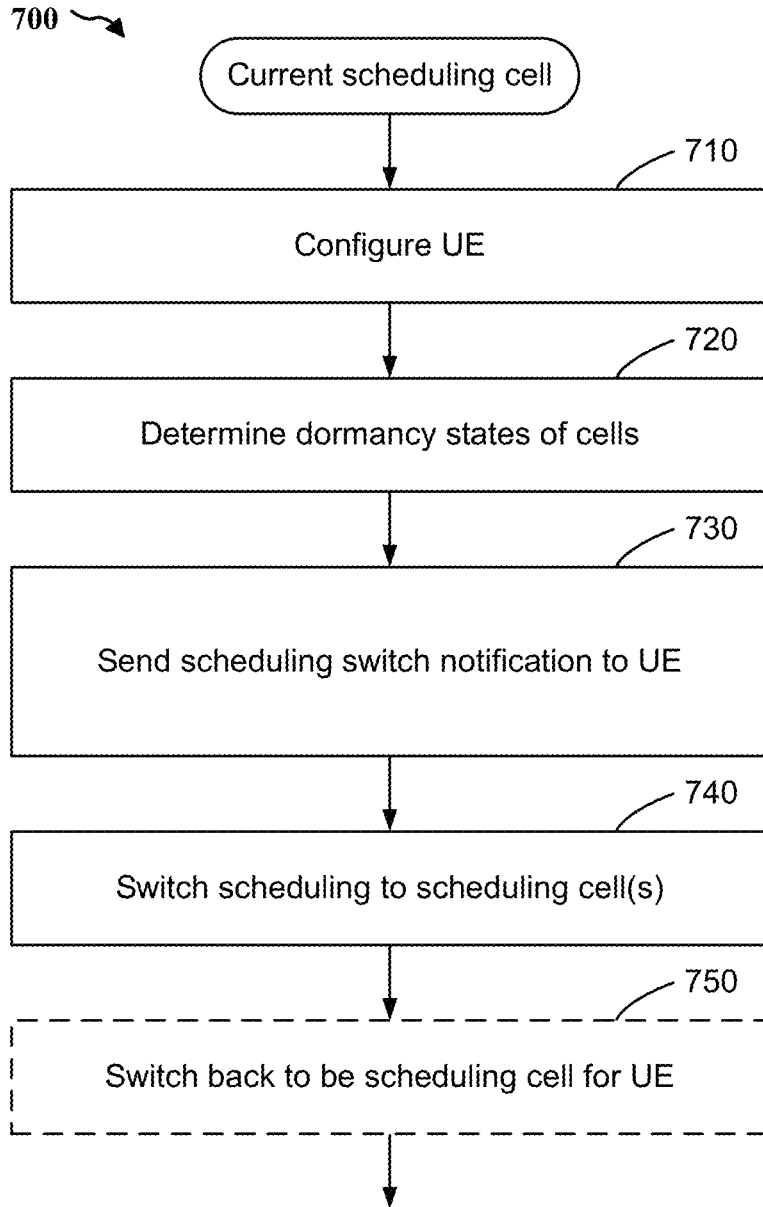 700
Current scheduling cell
710
Configure UE
720
Determine dormancy states of cells
730
Send scheduling switch notification to UE
740
Switch scheduling to scheduling cell(s)
750
Switch back to be scheduling cell for UE